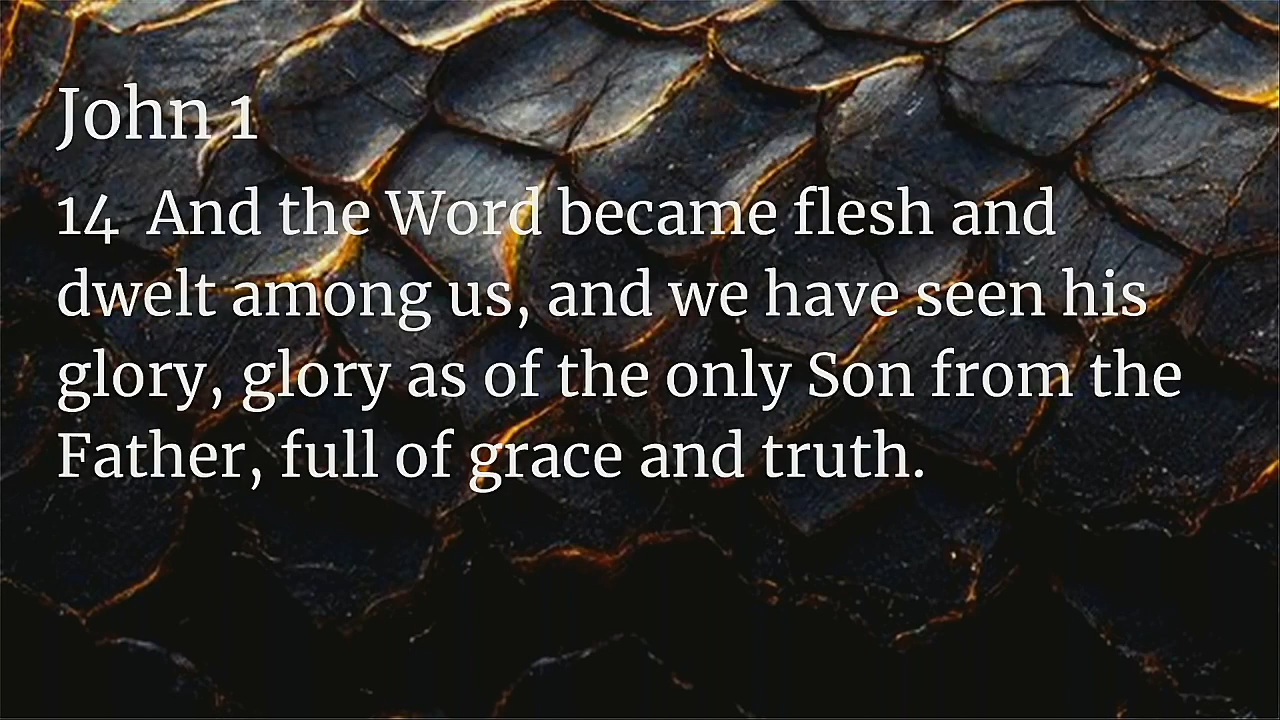 John 1
14 And the Word became flesh and
dwelt among us, and we have seen his
glory, glory as of the only Son from the
Father, full of grace and truth.